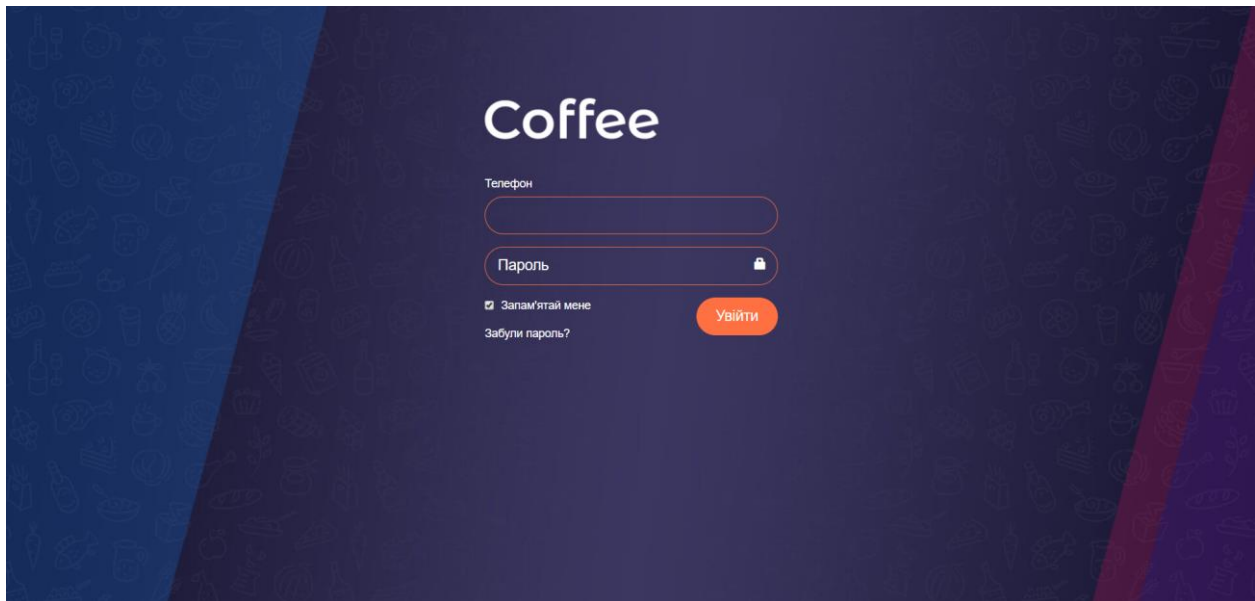 Coffee
Телефон
Пароль
Запам'ятай мене
Увійти
Забули пароль?